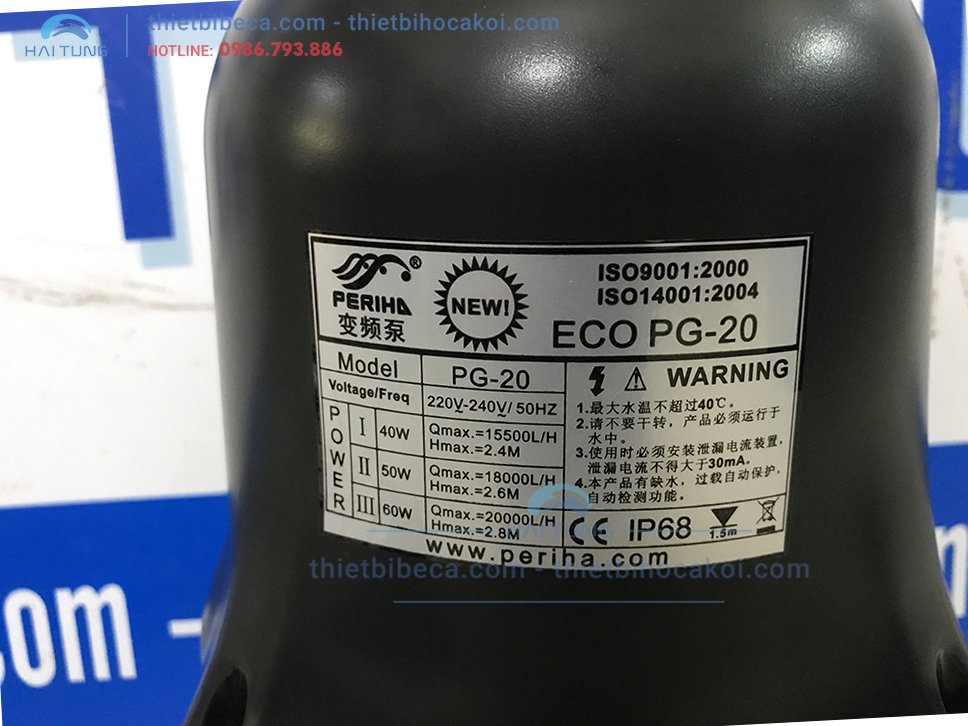 HAI TUNG
thietbibeca.com - thietbihocakoi.com
HOTLINE: 0986.793.886
PERIHA®
变频泵
NEW!
ISO9001:2000
ISO14001:2004
ECO PG-20
Model PG-20
Voltage/Freq 220V-240V/50HZ
POWER
I 40W Qmax.=15500L/H
Hmax.=2.4M
II 50W Qmax.=18000L/H
Hmax.=2.6M
III 60W Qmax.=20000L/H
Hmax.=2.8M
WARNING
1.最大水温不超过40℃。
2.请不要干转，产品必须运行于
水中。
3.使用时必须安装泄漏电流装置，
泄漏电流不得大于30mA。
4.本产品有缺水，过载自动保护，
自动检测功能。
CE IP68 1.5m
www.periha.com
thietbibeca.com - thietbihocakoi.com
.com -